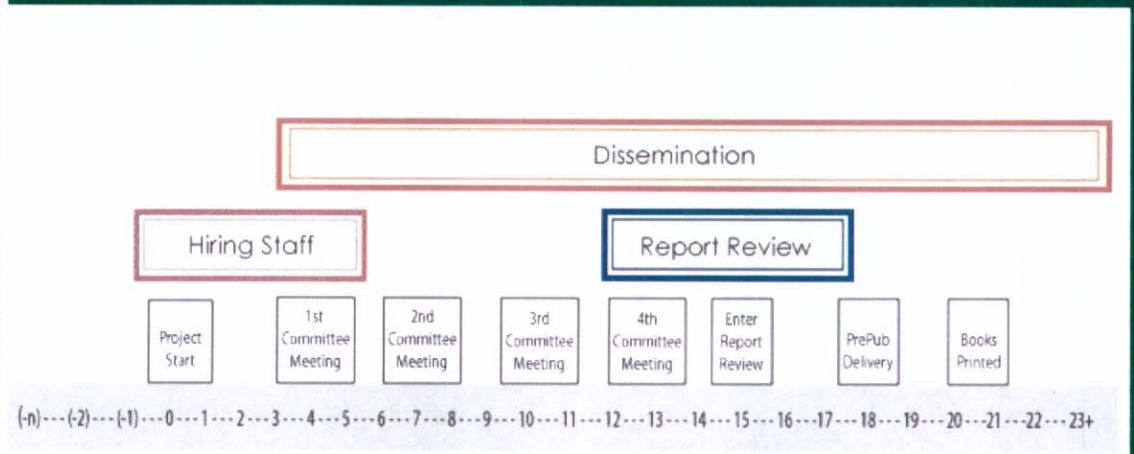 Dissemination
Hiring Staff
Report Review
Project
Start
1st
Committee
Meeting
2nd
Committee
Meeting
3rd
Committee
Meeting
4th
Committee
Meeting
Enter
Report
Review
PrePub
Delivery
Books
Printed
(-n)---(-2)---(-1)---0---1---2---3---4---5---6---7---8---9---10---11---12---13---14---15---16---17---18---19---20---21---22---23+